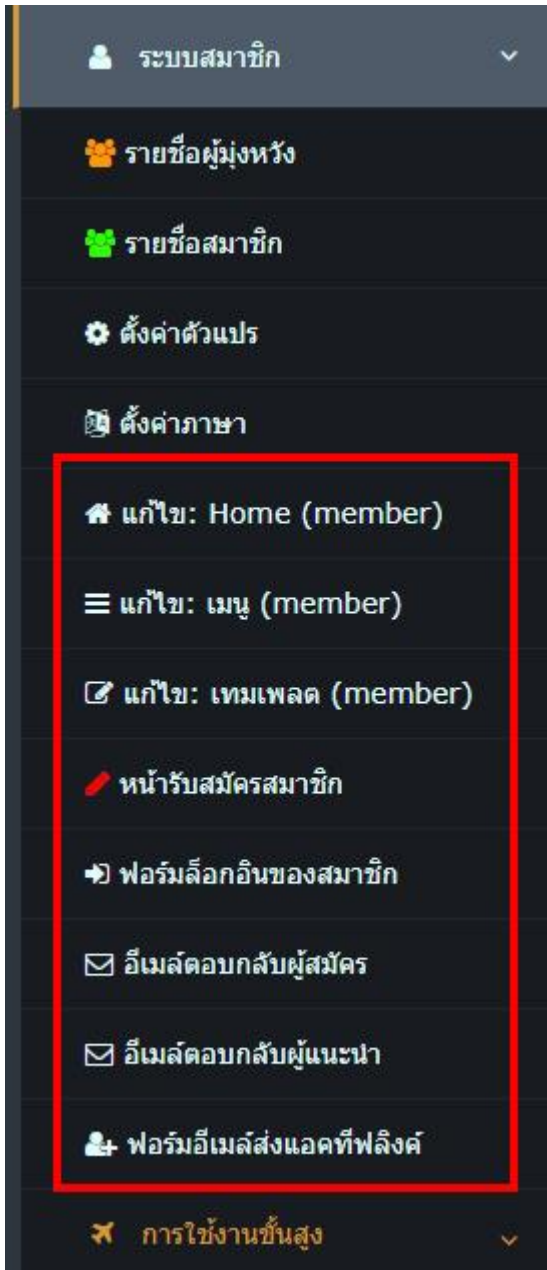 ระบบสมาชิก
รายชื่อผู้มุ่งหวัง
รายชื่อสมาชิก
ตั้งค่าตัวแปร
ตั้งค่าภาษา
แก้ไข: Home (member)
แก้ไข: เมนู (member)
แก้ไข: เทมเพลต (member)
หน้ารับสมัครสมาชิก
ฟอร์มล็อกอินของสมาชิก
อีเมล์ตอบกลับผู้สมัคร
อีเมล์ตอบกลับผู้แนะนำ
ฟอร์มอีเมล์ส่งแอคทีฟลิงค์
การใช้งานขั้นสูง